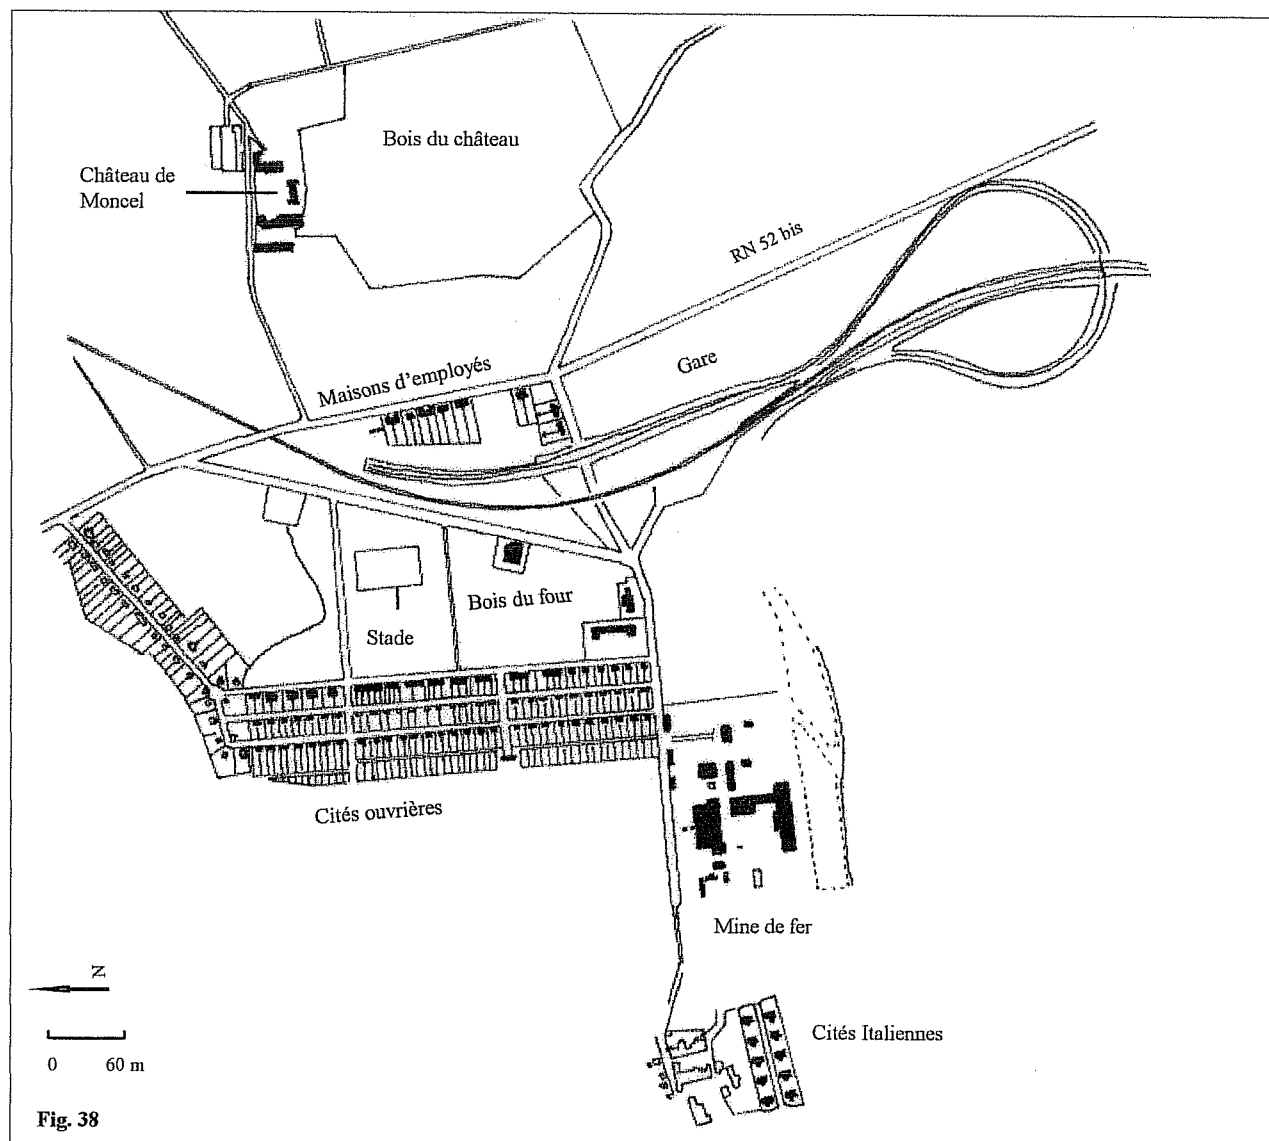 Bois du château
Château de
Moncel
RN 52 bis
Gare
Maisons d'employés
Bois du four
Stade
Cités ouvrières
Mine de fer
N
0 60 m
Cités Italiennes
Fig. 38